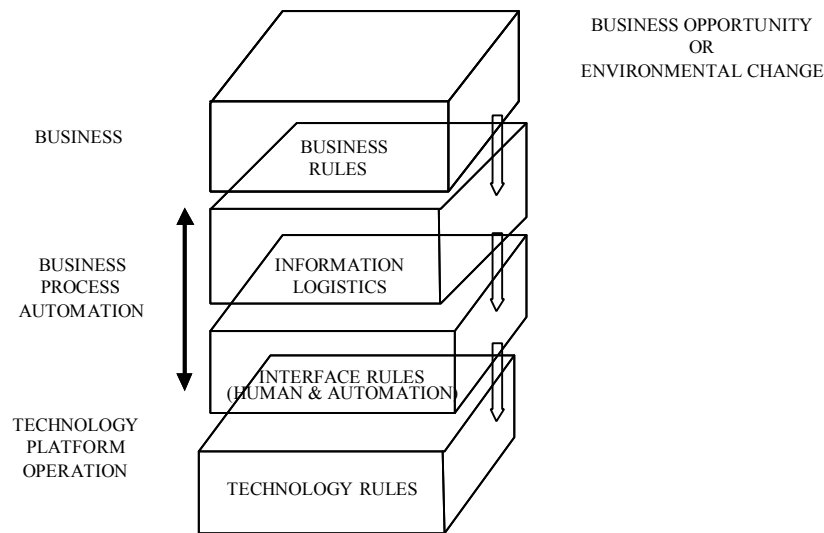 BUSINESS OPPORTUNITY
OR
ENVIRONMENTAL CHANGE
BUSINESS
BUSINESS
RULES
BUSINESS
PROCESS
AUTOMATION
INFORMATION
LOGISTICS
INTERFACE RULES
(HUMAN & AUTOMATION)
TECHNOLOGY
PLATFORM
OPERATION
TECHNOLOGY RULES